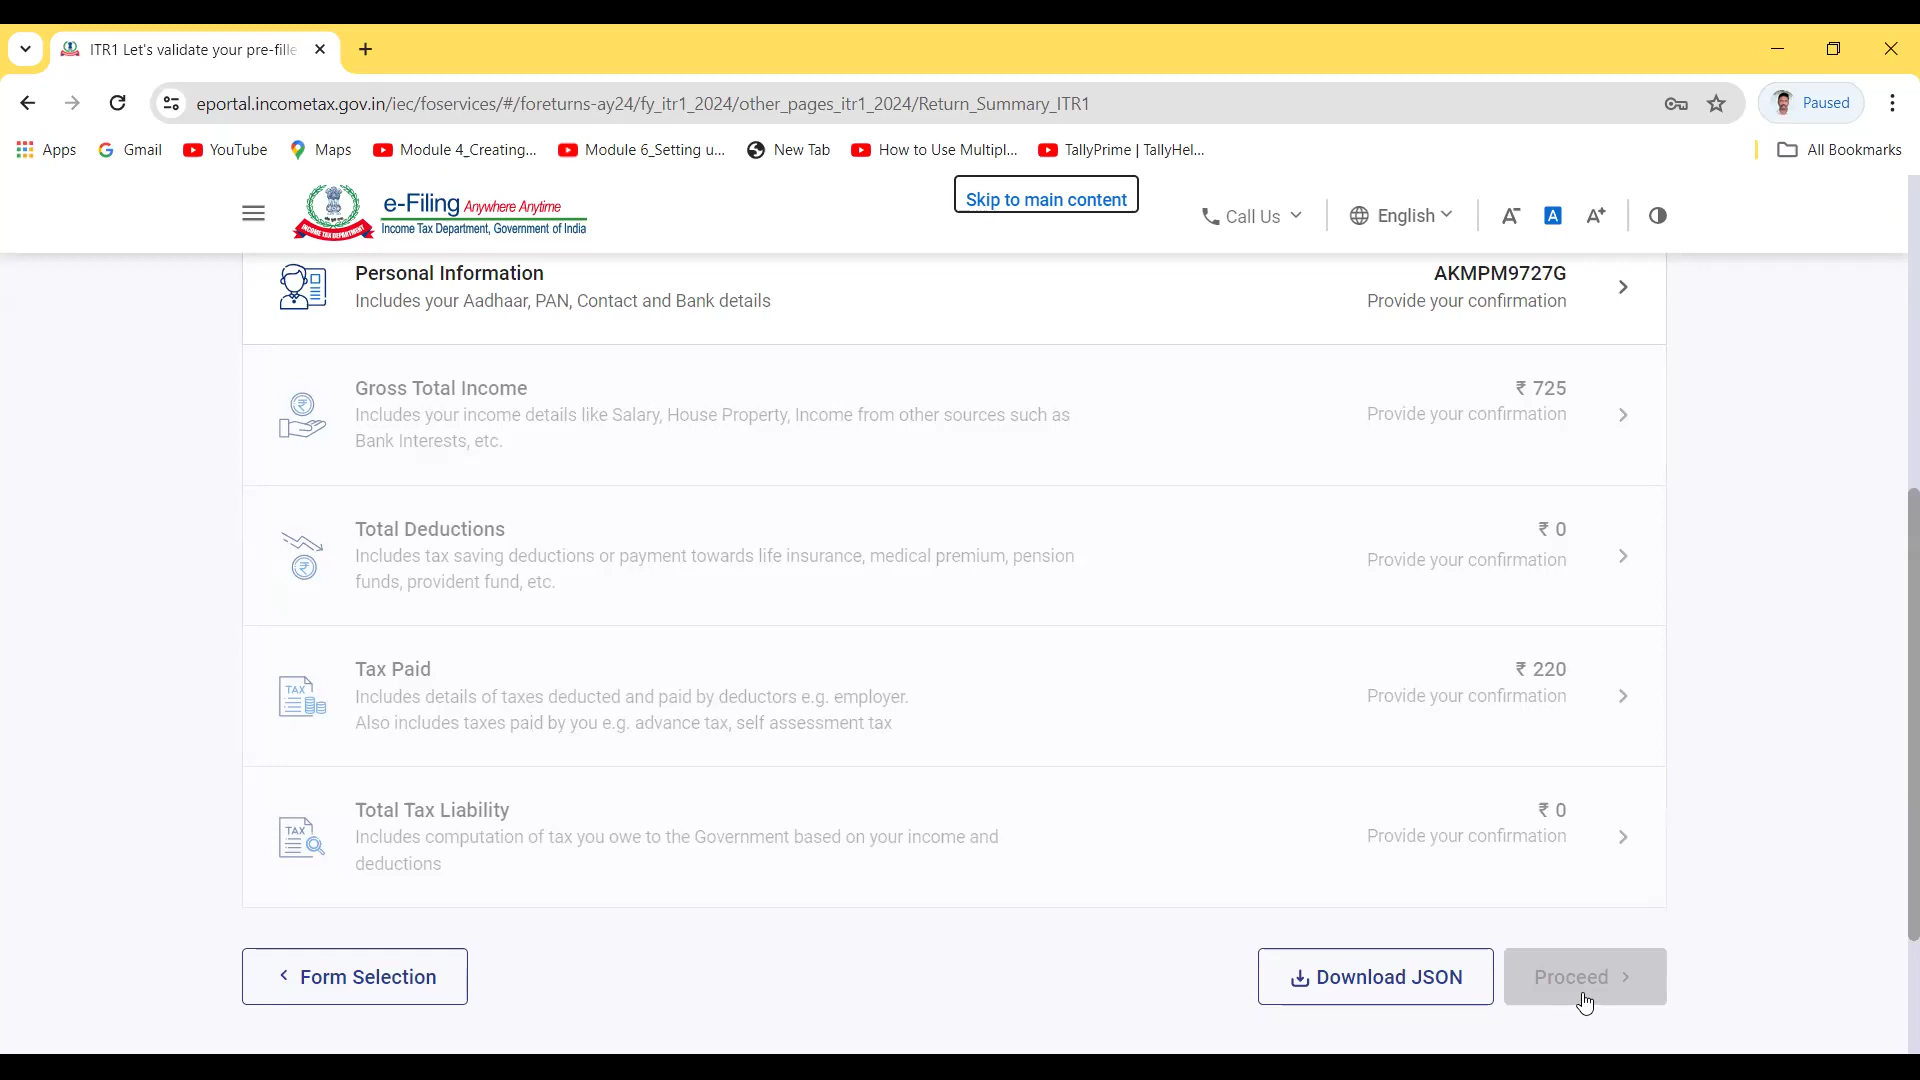 ITR1 Let's validate your pre-fille
eportal.incometax.gov.in/iec/foservices/#/foreturns-ay24/fy_itr1_2024/other_pages_itr1_2024/Return_Summary_ITR1
Paused
Apps
Gmail
YouTube
Maps
Module 4_Creating...
Module 6_Setting u...
New Tab
How to Use Multipl...
TallyPrime | TallyHel...
All Bookmarks
e-Filing Anywhere Anytime
Income Tax Department, Government of India
INCOME TAX DEPARTMENT
Skip to main content
Call Us
English
A-
A
A+
Personal Information
AKMPM9727G
Includes your Aadhaar, PAN, Contact and Bank details
Provide your confirmation
Gross Total Income
₹ 725
Includes your income details like Salary, House Property, Income from other sources such as
Bank Interests, etc.
Provide your confirmation
Total Deductions
₹ 0
Includes tax saving deductions or payment towards life insurance, medical premium, pension
funds, provident fund, etc.
Provide your confirmation
Tax Paid
₹ 220
TAX
Includes details of taxes deducted and paid by deductors e.g. employer.
Also includes taxes paid by you e.g. advance tax, self assessment tax
Provide your confirmation
Total Tax Liability
₹ 0
TAX
Includes computation of tax you owe to the Government based on your income and
deductions
Provide your confirmation
Form Selection
Download JSON
Proceed